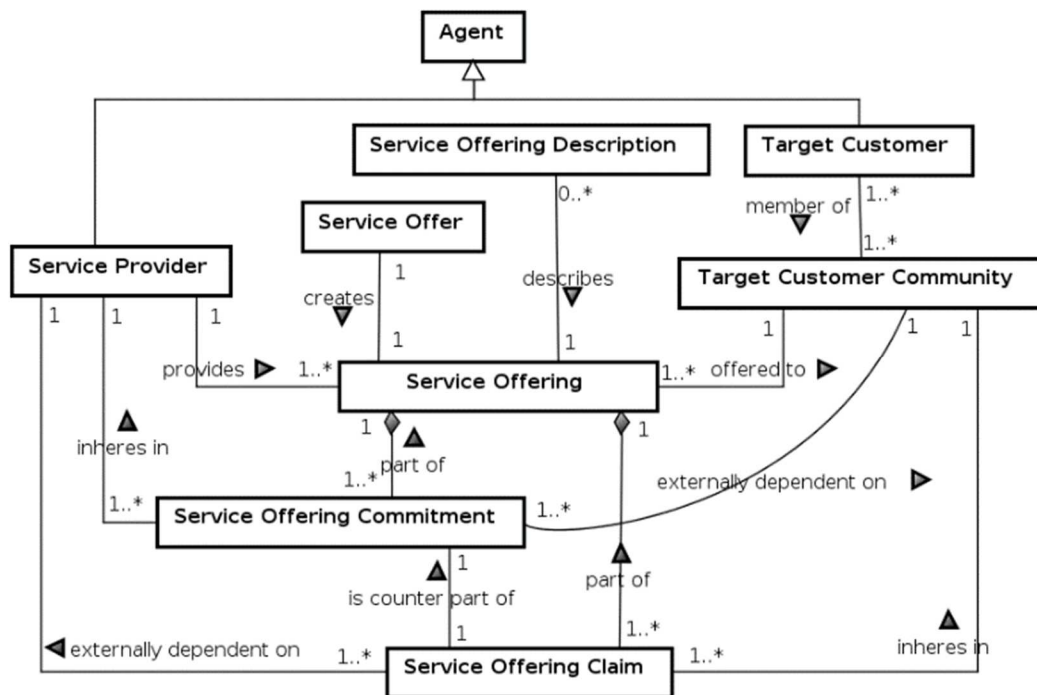 Agent
Service Offering Description
Target Customer
0..*
1..*
member of
Service Offer
1..*
Service Provider
1
describes
Target Customer Community
creates
1
1
1
1
1
1
1
1
provides
1..*
Service Offering
1..*
offered to
1
1
inheres in
part of
1..*
externally dependent on
1..*
Service Offering Commitment
1..*
1
part of
is counter part of
1..*
1
externally dependent on
1..*
1..*
inheres in
Service Offering Claim